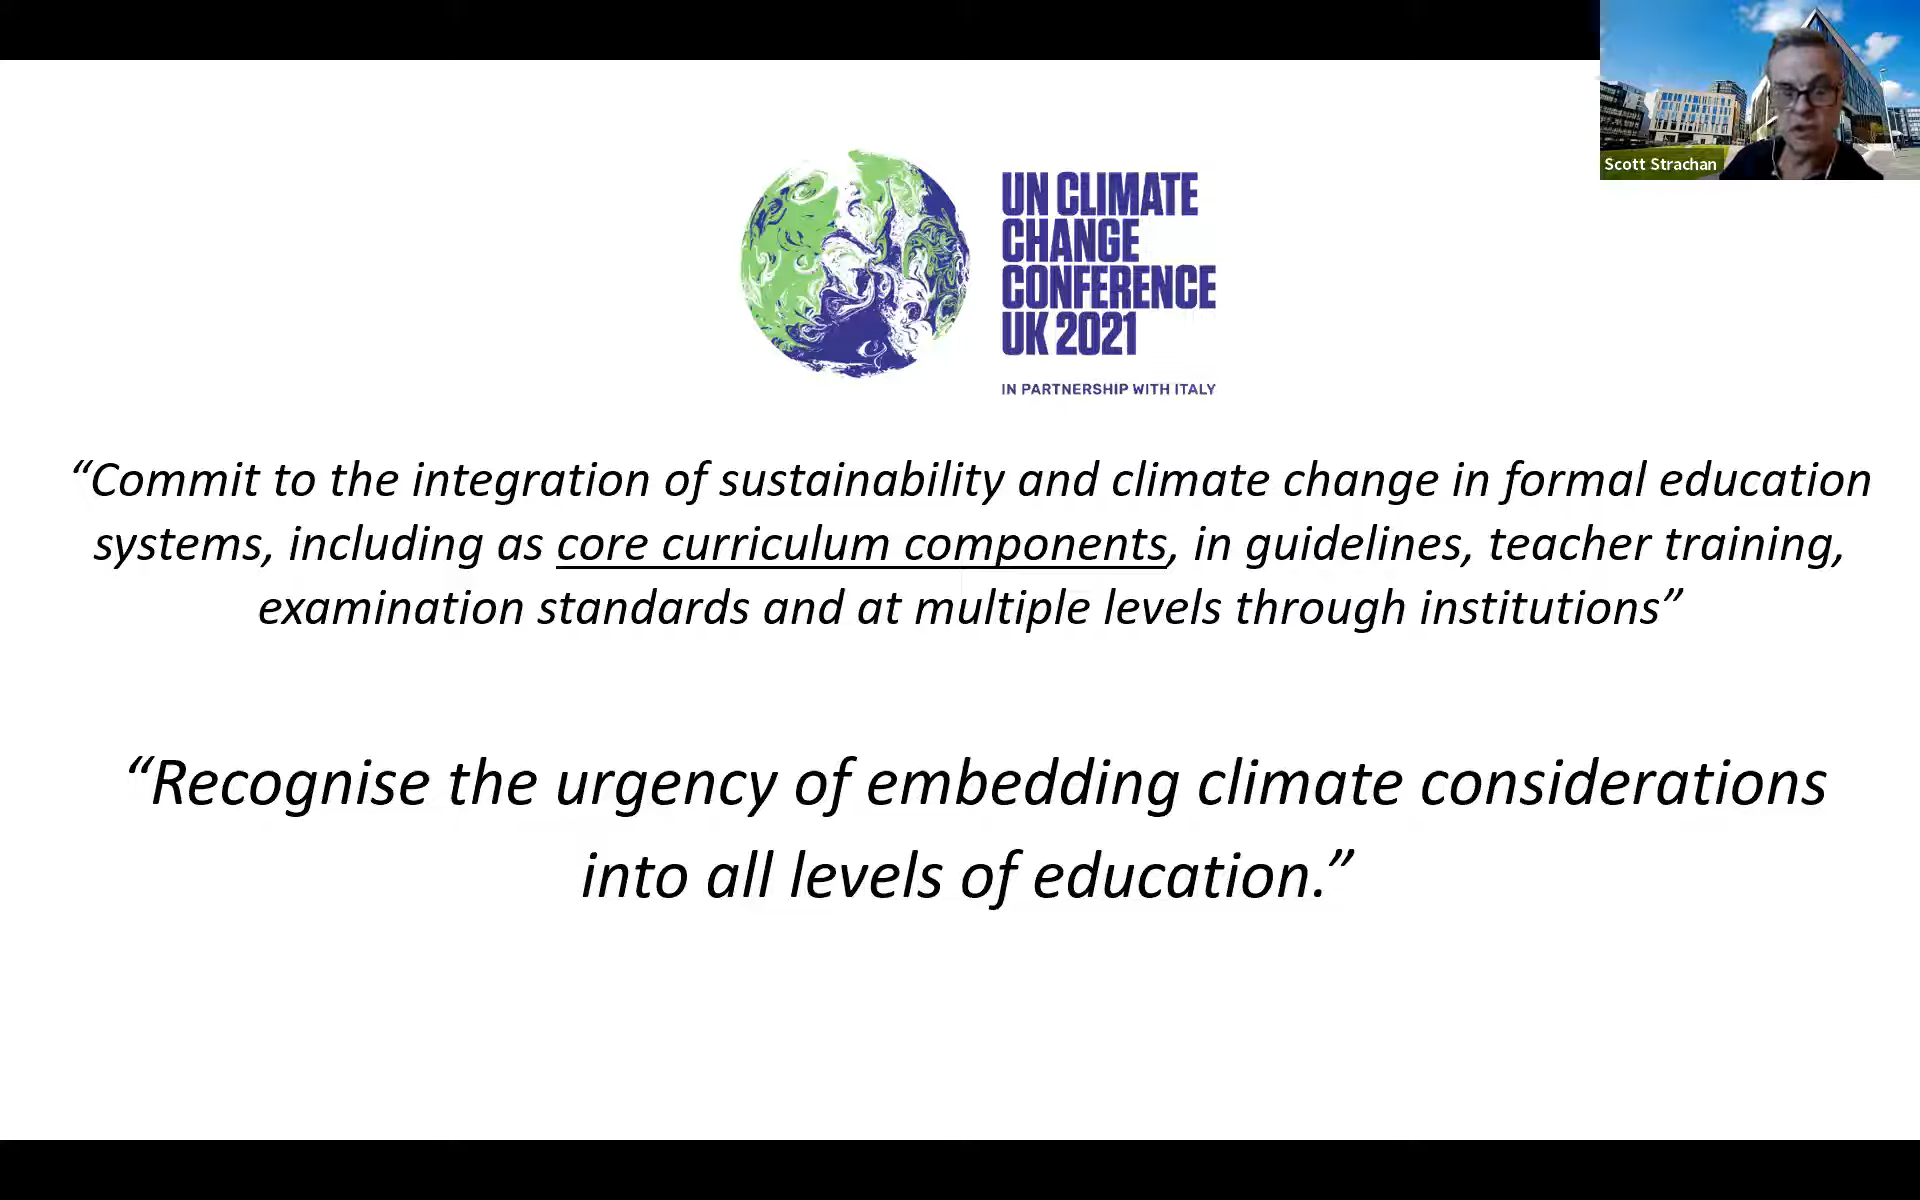 UN CLIMATE
CHANGE
CONFERENCE
UK 2021
IN PARTNERSHIP WITH ITALY
Scott Strachan
“Commit to the integration of sustainability and climate change in formal education
systems, including as core curriculum components, in guidelines, teacher training,
examination standards and at multiple levels through institutions”
“Recognise the urgency of embedding climate considerations
into all levels of education.”